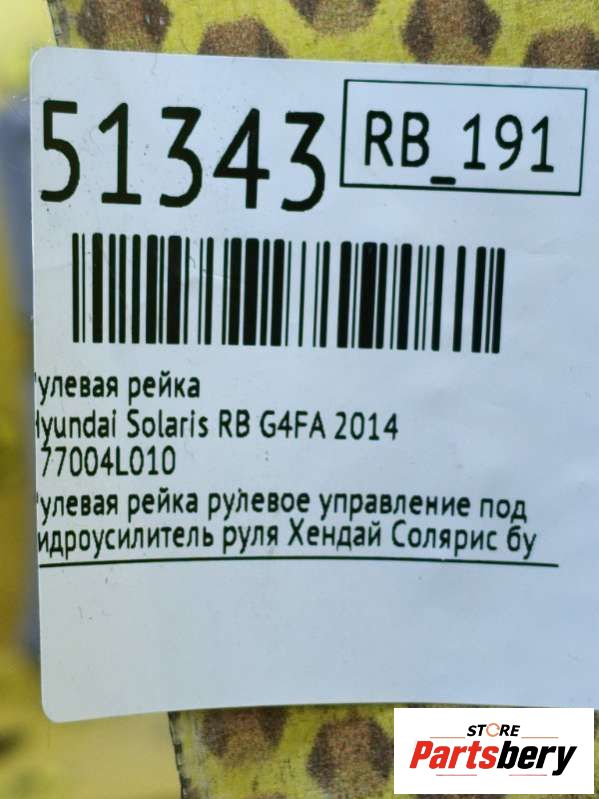 51343
RB_191
улевая рейка
yundai Solaris RB G4FA 2014
77004L010
улевая рейка рулевое управление под
идроусилитель руля Хендай Солярис бу
STORE
Partsbery